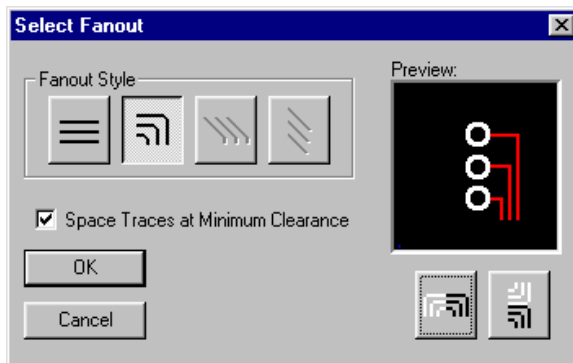 Select Fanout
Fanout Style
Preview:
Space Traces at Minimum Clearance
OK
Cancel